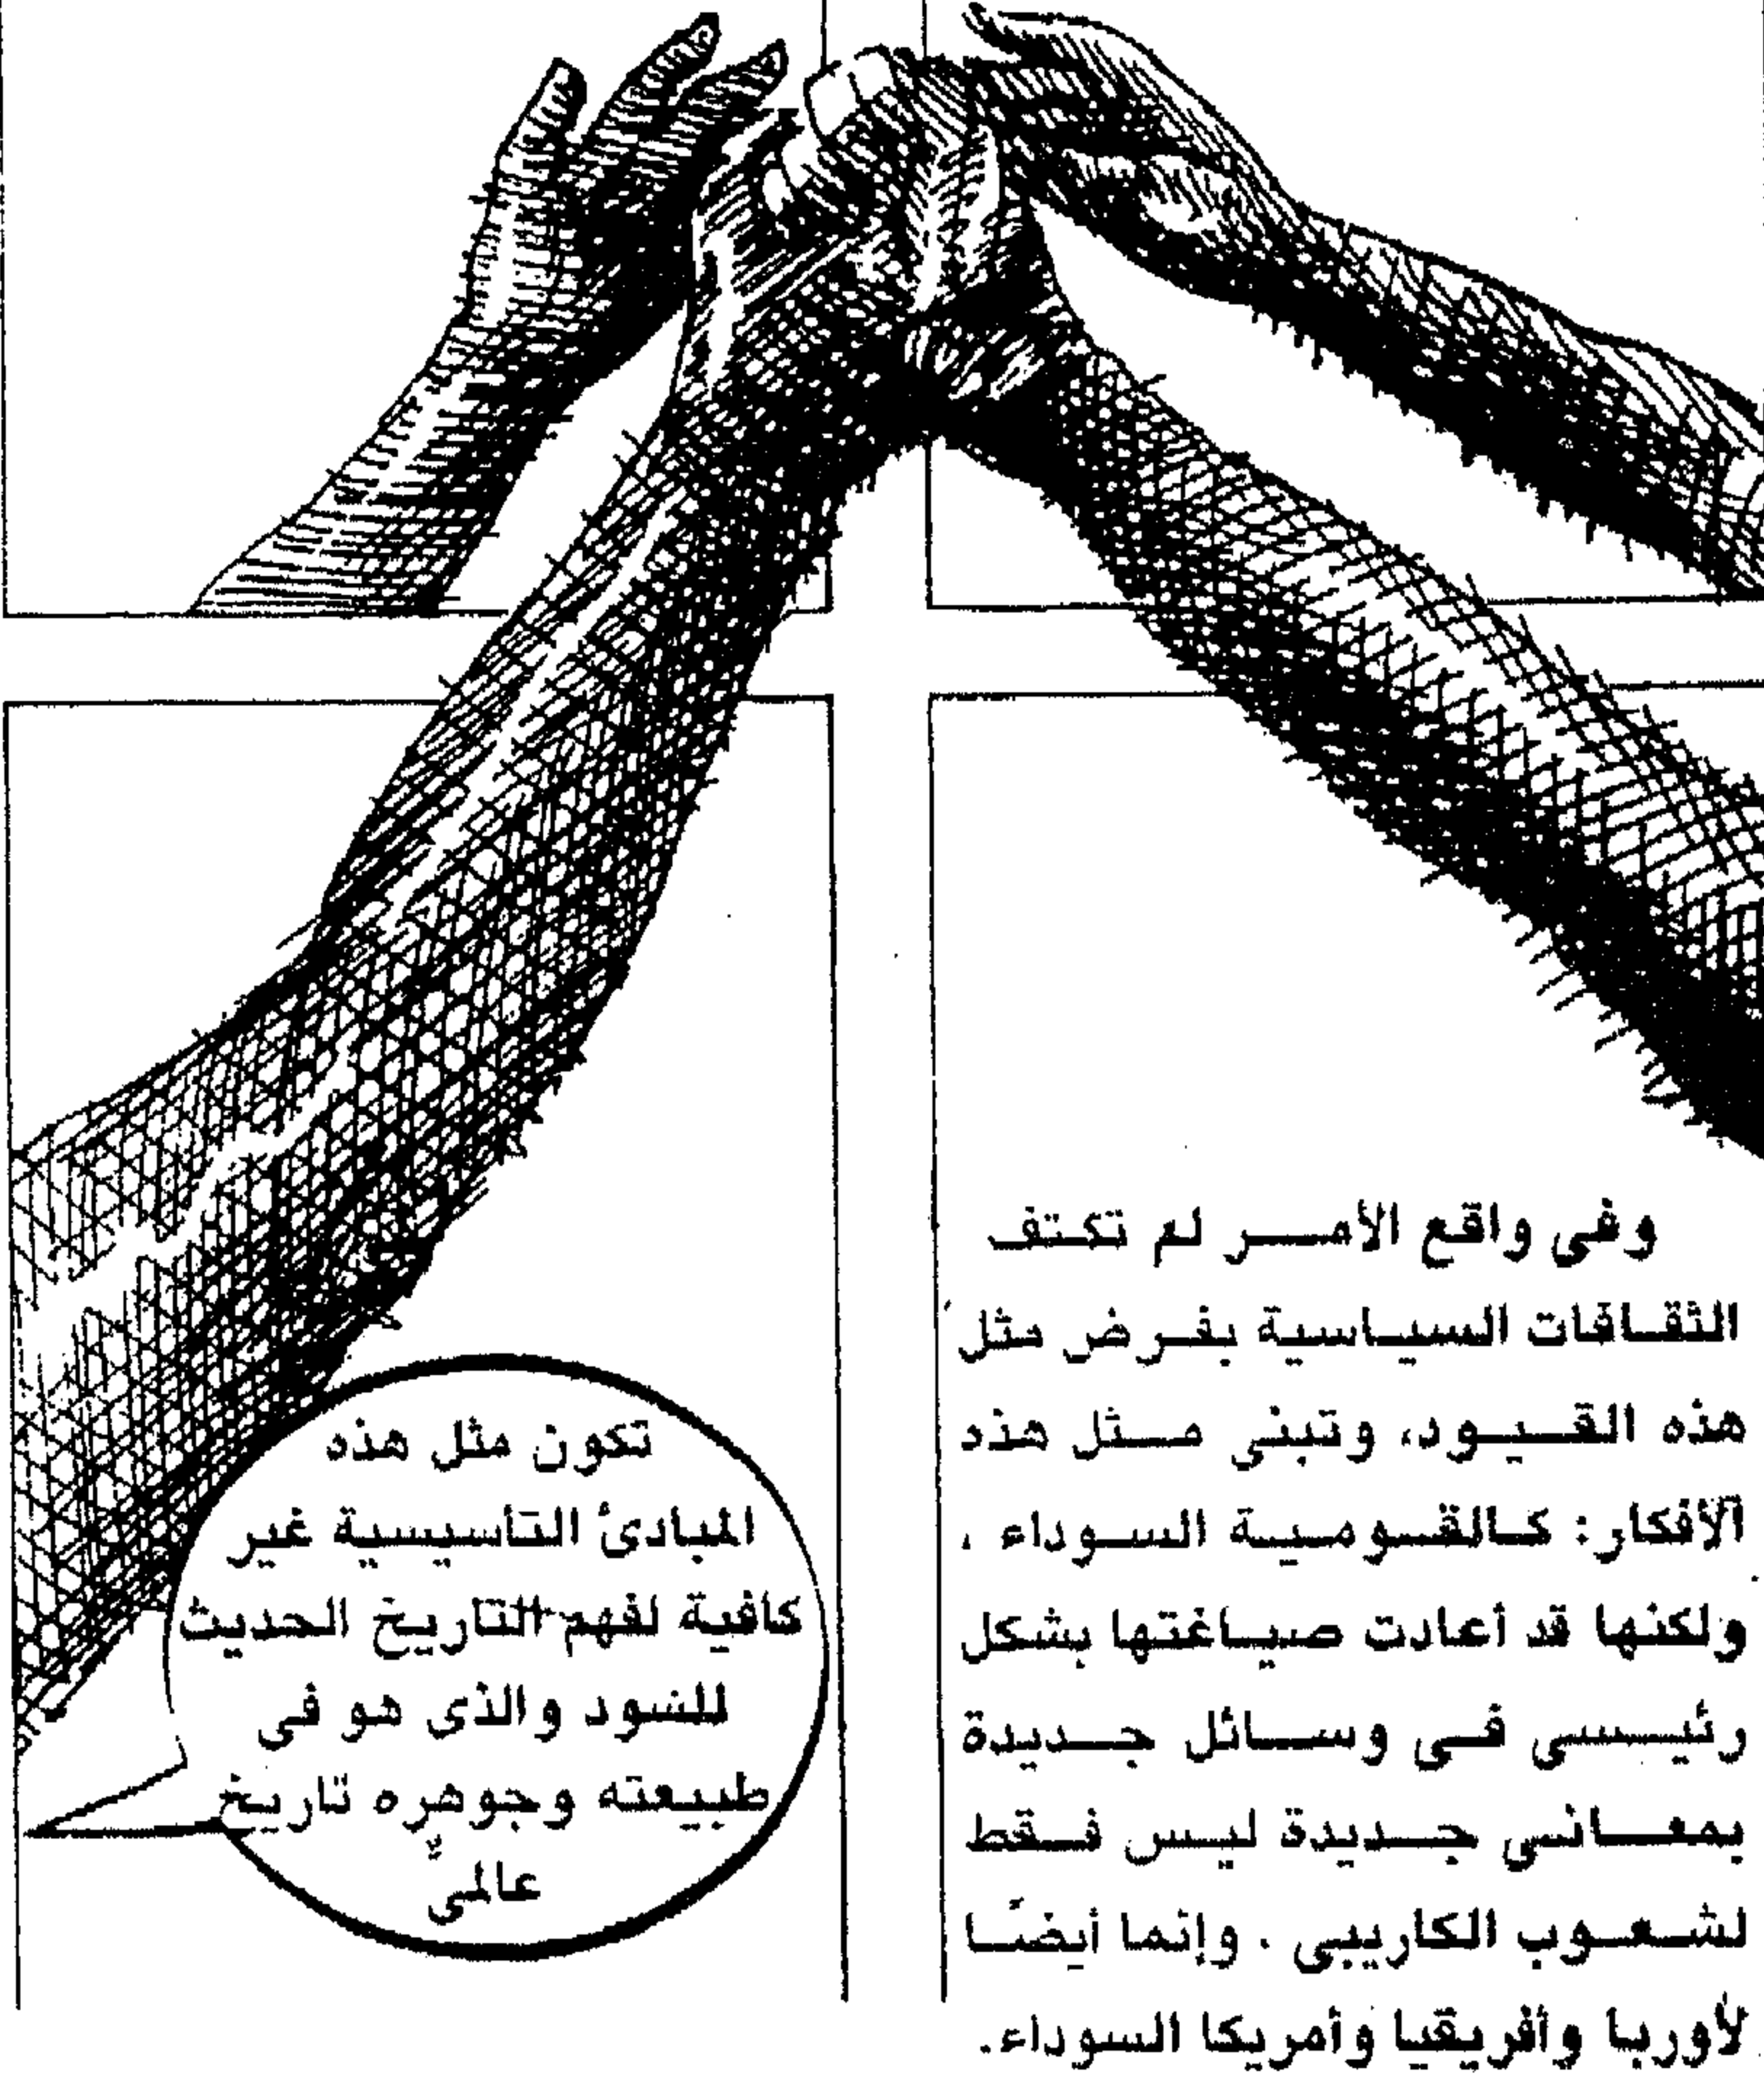 وفى واقع الأمر لم تكتف
الثقافات السياسية بفرض مثل
هذه القيود، وتبنى مثل هذه
الأفكار: كالقومية السوداء ،
ولكنها قد أعادت صياغتها بشكل
رئيسى فى وسائل جديدة
بمعانى جديدة ليس فقط
لشعوب الكاريبى . وإنما أيضًا
لأوربا وأفريقيا وأمريكا السوداء.
تكون مثل هذه
المبادئ التأسيسية غير
كافية لفهم التاريخ الحديث
للسود والذى هو فى
طبيعته وجوهره تاريخ
عالمىٌّ